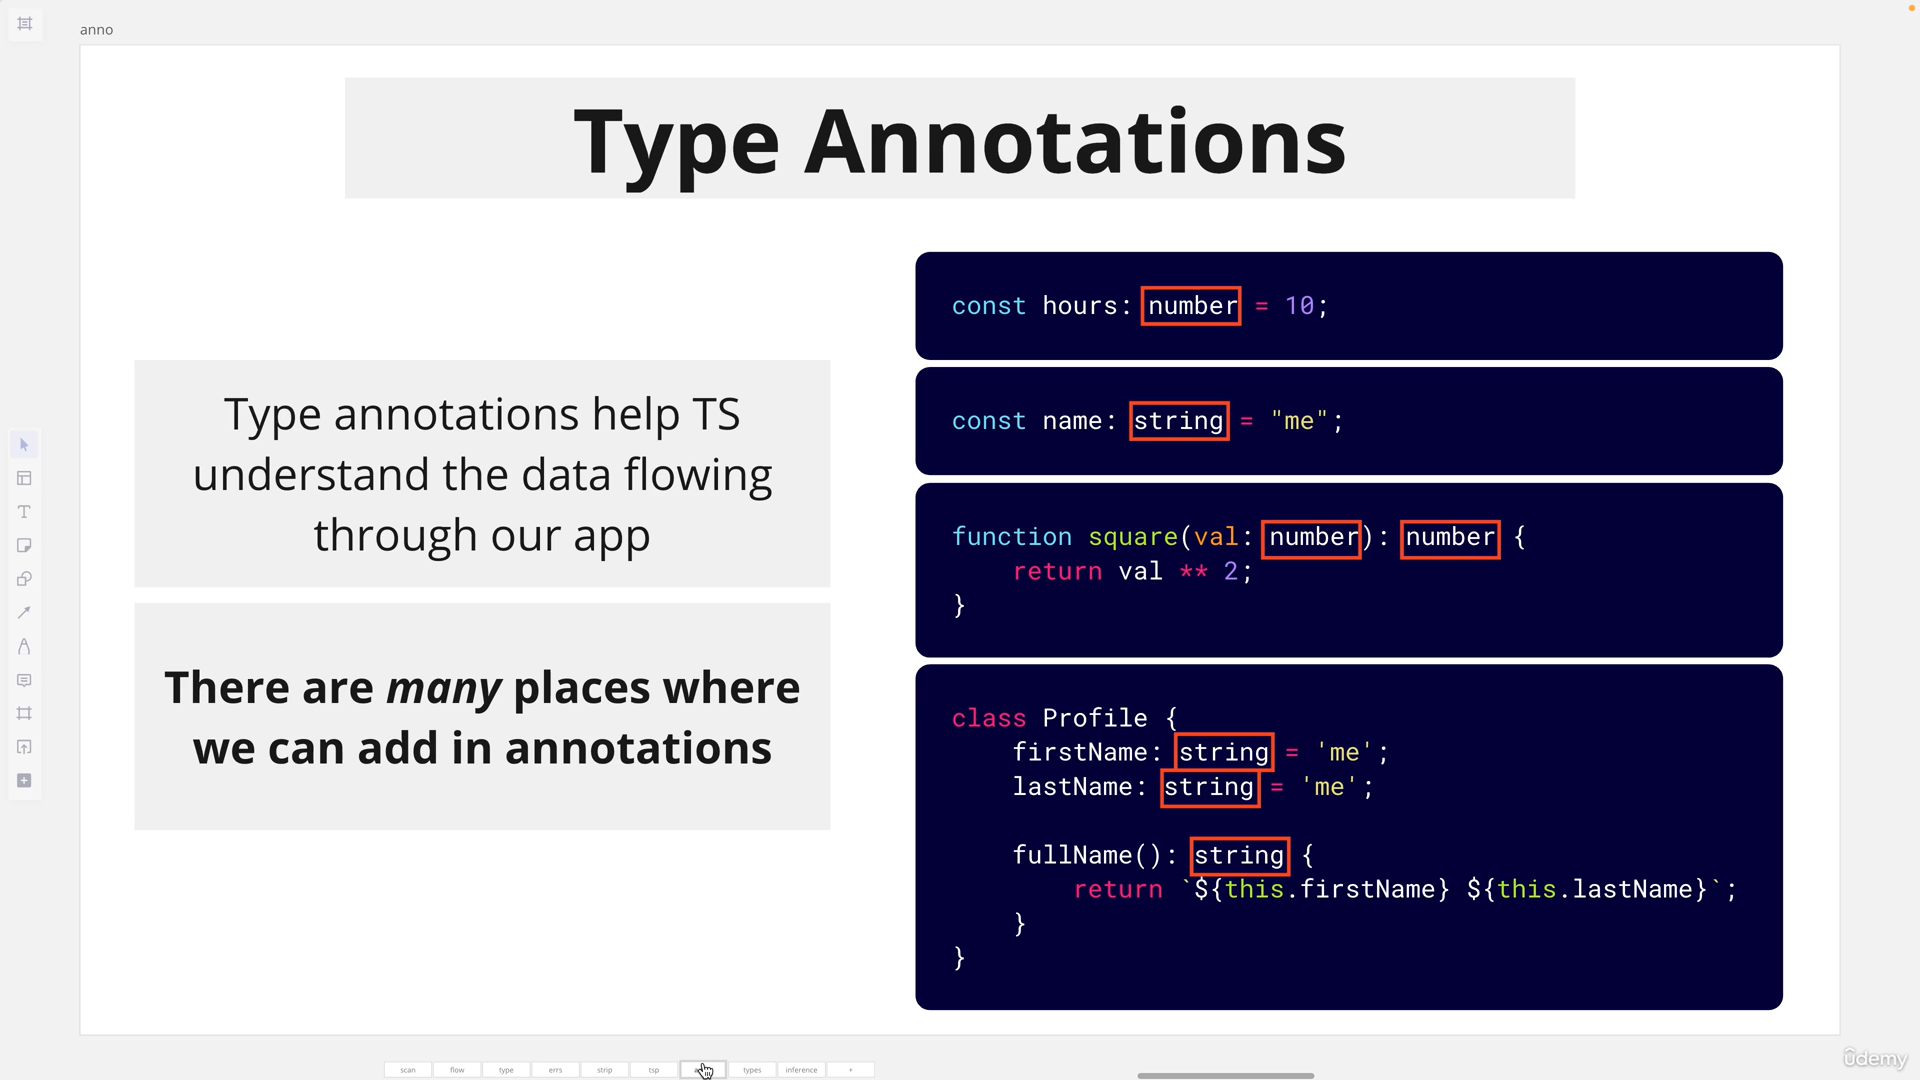 anno
Type Annotations
Type annotations help TS
understand the data flowing
through our app
There are many places where
we can add in annotations
const hours: number = 10;
const name: string = "me";
function square(val: number): number {
    return val ** 2;
}
class Profile {
    firstName: string = 'me';
    lastName: string = 'me';

    fullName(): string {
        return `${this.firstName} ${this.lastName}`;
    }
}
scan flow type errs strip tsp types inference +
ûdemy